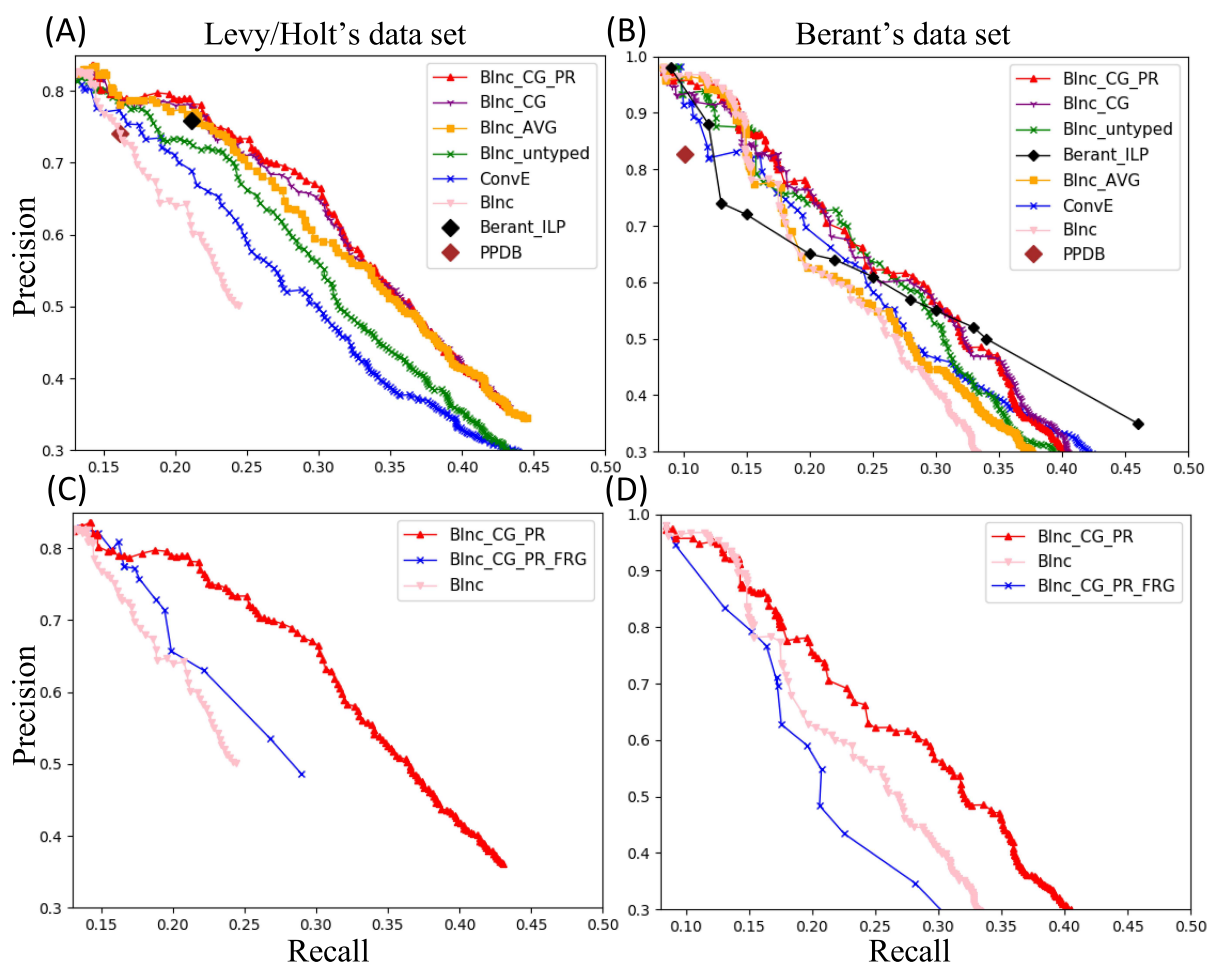 (A) Levy/Holt's data set
(B) Berant's data set
Precision
0.8
0.7
0.6
0.5
0.4
0.3
0.15 0.20 0.25 0.30 0.35 0.40 0.45 0.50
BInc_CG_PR
BInc_CG
BInc_AVG
BInc_untyped
ConvE
BInc
Berant_ILP
PPDB
1.0
0.9
0.8
0.7
0.6
0.5
0.4
0.3
0.10 0.15 0.20 0.25 0.30 0.35 0.40 0.45 0.50
BInc_CG_PR
BInc_CG
BInc_untyped
Berant_ILP
BInc_AVG
ConvE
BInc
PPDB
(C)
Precision
0.8
0.7
0.6
0.5
0.4
0.3
0.15 0.20 0.25 0.30 0.35 0.40 0.45 0.50
BInc_CG_PR
BInc_CG_PR_FRG
BInc
Recall
(D)
1.0
0.9
0.8
0.7
0.6
0.5
0.4
0.3
0.10 0.15 0.20 0.25 0.30 0.35 0.40 0.45 0.50
BInc_CG_PR
BInc
BInc_CG_PR_FRG
Recall